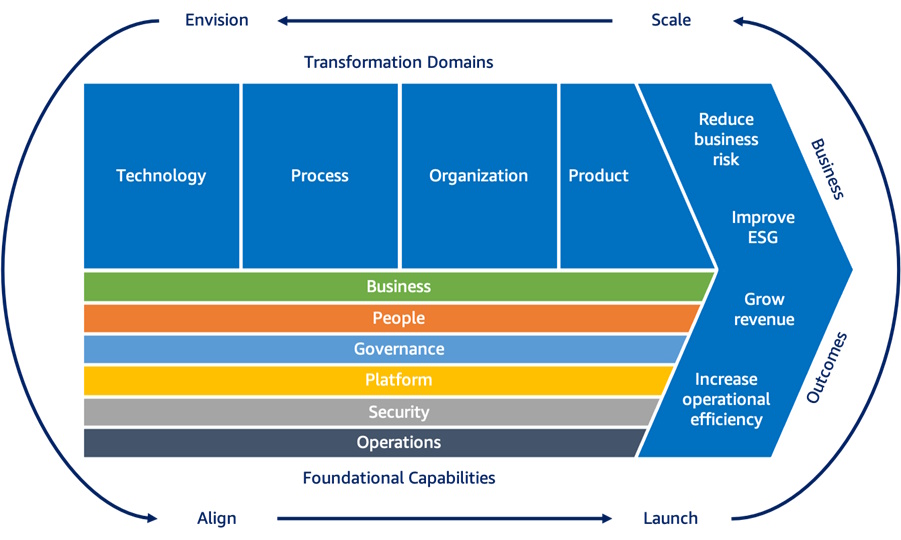 Envision
Scale
Transformation Domains
Technology
Process
Organization
Product
Reduce
business
risk
Improve
ESG
Grow
revenue
Increase
operational
efficiency
Business
Outcomes
Business
People
Governance
Platform
Security
Operations
Foundational Capabilities
Align
Launch